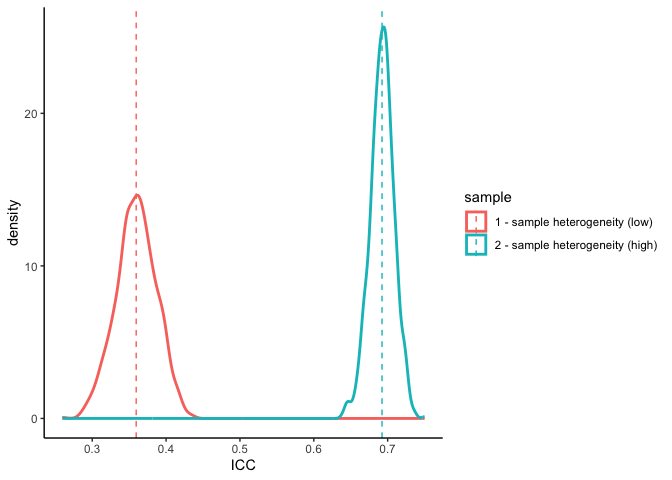 density
20
10
0
0.3 0.4 0.5 0.6 0.7
ICC
sample
1 - sample heterogeneity (low)
2 - sample heterogeneity (high)